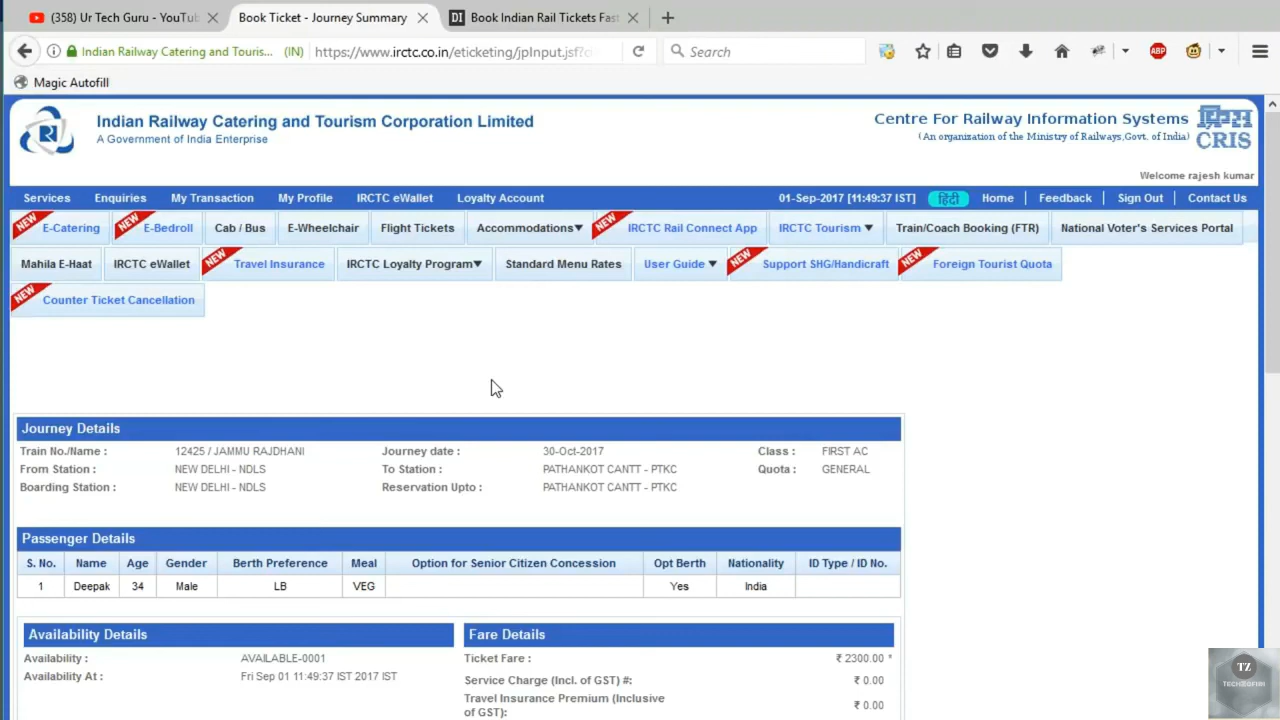 (358) Ur Tech Guru - YouTub
Book Ticket - Journey Summary
DI Book Indian Rail Tickets Fast
Indian Railway Catering and Touris... (IN) https://www.irctc.co.in/eticketing/jpInput.jsf?c
Search
ABP
Magic Autofill
Indian Railway Catering and Tourism Corporation Limited
A Government of India Enterprise
Centre For Railway Information Systems
(An organization of the Ministry of Railways,Govt. of India)
क्रिस
CRIS
Welcome rajesh kumar
Services Enquiries My Transaction My Profile IRCTC eWallet Loyalty Account 01-Sep-2017 [11:49:37 IST] हिंदी Home Feedback Sign Out Contact Us
NEW E-Catering NEW E-Bedroll Cab / Bus E-Wheelchair Flight Tickets Accommodations▼ NEW IRCTC Rail Connect App IRCTC Tourism ▼ Train/Coach Booking (FTR) National Voter's Services Portal
Mahila E-Haat IRCTC eWallet NEW Travel Insurance IRCTC Loyalty Program▼ Standard Menu Rates User Guide ▼ NEW Support SHG/Handicraft NEW Foreign Tourist Quota
NEW Counter Ticket Cancellation
Journey Details
Train No./Name : 12425 / JAMMU RAJDHANI Journey date : 30-Oct-2017 Class : FIRST AC
From Station : NEW DELHI - NDLS To Station : PATHANKOT CANTT - PTKC Quota : GENERAL
Boarding Station : NEW DELHI - NDLS Reservation Upto : PATHANKOT CANTT - PTKC
Passenger Details
S. No. Name Age Gender Berth Preference Meal Option for Senior Citizen Concession Opt Berth Nationality ID Type / ID No.
1 Deepak 34 Male LB VEG Yes India
Availability Details
Availability : AVAILABLE-0001
Availability At : Fri Sep 01 11:49:37 IST 2017 IST
Fare Details
Ticket Fare : ₹ 2300.00 *
Service Charge (Incl. of GST) #: ₹ 0.00
Travel Insurance Premium (Inclusive
of GST): ₹ 0.00
TZ